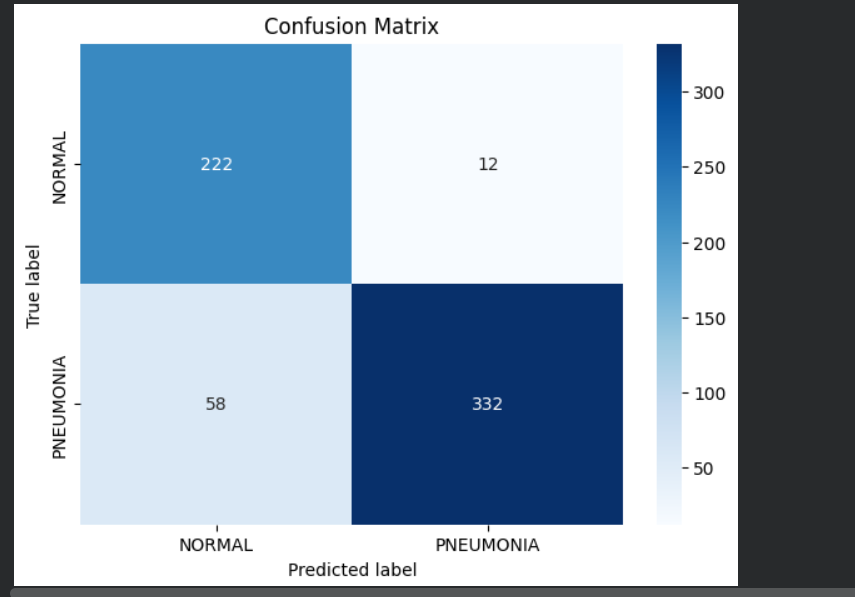 Confusion Matrix
NORMAL
222
12
300
250
200
True label
150
PNEUMONIA
58
332
100
50
NORMAL
PNEUMONIA
Predicted label